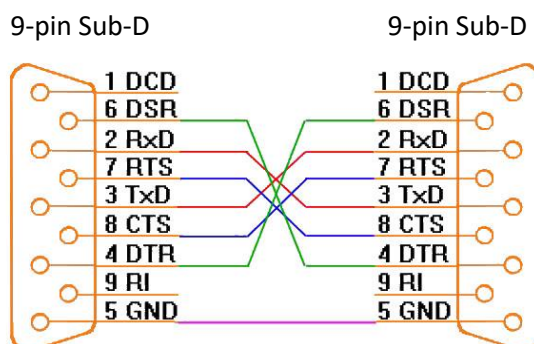 9-pin Sub-D 9-pin Sub-D
1 DCD 1 DCD
6 DSR 6 DSR
2 RxD 2 RxD
7 RTS 7 RTS
3 TxD 3 TxD
8 CTS 8 CTS
4 DTR 4 DTR
9 RI 9 RI
5 GND 5 GND